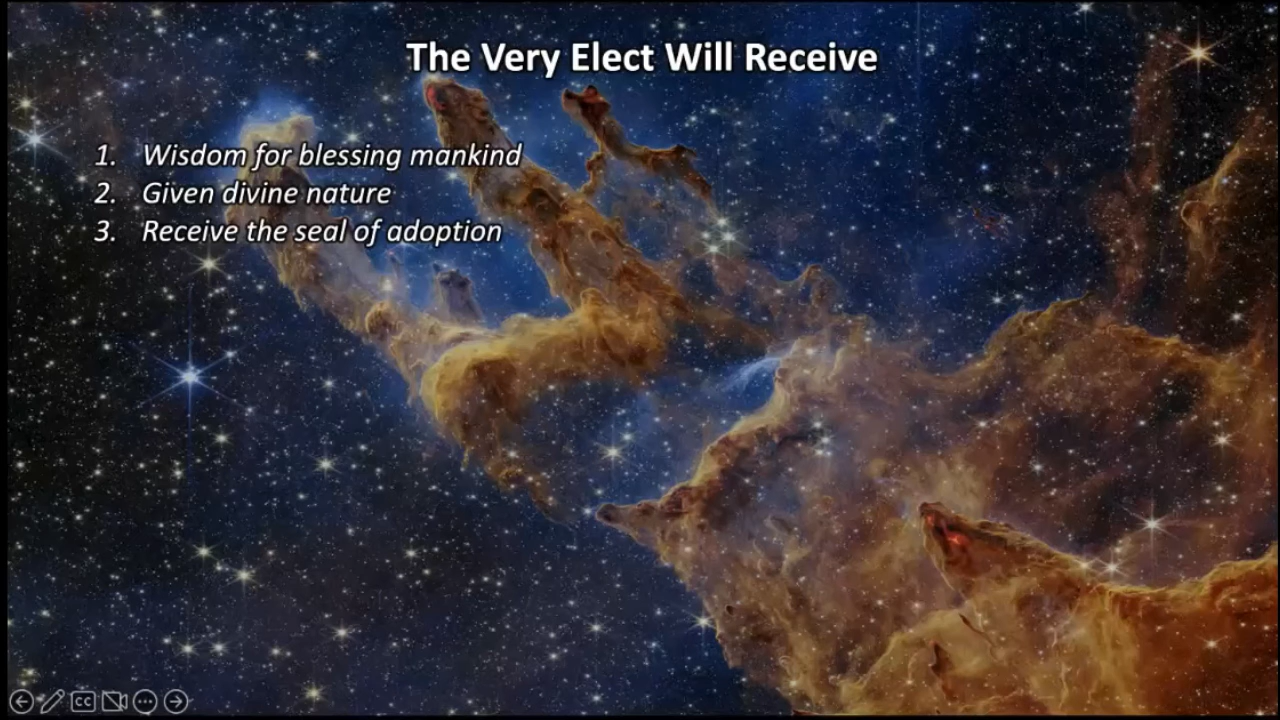 The Very Elect Will Receive
1. Wisdom for blessing mankind
2. Given divine nature
3. Receive the seal of adoption
CC